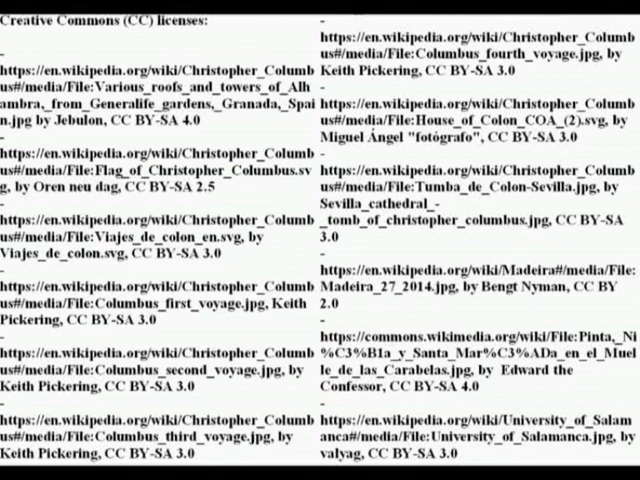 Creative Commons (CC) licenses:
-
https://en.wikipedia.org/wiki/Christopher_Columb
us#/media/File:Various_roofs_and_towers_of_Alh
ambra,_from_Generalife_gardens,_Granada,_Spai
n.jpg by Jebulon, CC BY-SA 4.0
-
https://en.wikipedia.org/wiki/Christopher_Columb
us#/media/File:Flag_of_Christopher_Columbus.sv
g, by Oren neu dag, CC BY-SA 2.5
-
https://en.wikipedia.org/wiki/Christopher_Columb
us#/media/File:Viajes_de_colon_en.svg, by
Viajes_de_colon.svg, CC BY-SA 3.0
-
https://en.wikipedia.org/wiki/Christopher_Columb
us#/media/File:Columbus_first_voyage.jpg, Keith
Pickering, CC BY-SA 3.0
-
https://en.wikipedia.org/wiki/Christopher_Columb
us#/media/File:Columbus_second_voyage.jpg, by
Keith Pickering, CC BY-SA 3.0
-
https://en.wikipedia.org/wiki/Christopher_Columb
us#/media/File:Columbus_third_voyage.jpg, by
Keith Pickering, CC BY-SA 3.0
-
https://en.wikipedia.org/wiki/Christopher_Columb
us#/media/File:Columbus_fourth_voyage.jpg, by
Keith Pickering, CC BY-SA 3.0
-
https://en.wikipedia.org/wiki/Christopher_Columb
us#/media/File:House_of_Colon_COA_(2).svg, by
Miguel Ángel "fotógrafo", CC BY-SA 3.0
-
https://en.wikipedia.org/wiki/Christopher_Columb
us#/media/File:Tumba_de_Colon-Sevilla.jpg, by
Sevilla_cathedral_-
_tomb_of_christopher_columbus.jpg, CC BY-SA
3.0
-
https://en.wikipedia.org/wiki/Madeira#/media/File:
Madeira_27_2014.jpg, by Bengt Nyman, CC BY
2.0
-
https://commons.wikimedia.org/wiki/File:Pinta,_Ni
%C3%B1a_y_Santa_Mar%C3%ADa_en_el_Muel
le_de_las_Carabelas.jpg, by Edward the
Confessor, CC BY-SA 4.0
-
https://en.wikipedia.org/wiki/University_of_Salam
anca#/media/File:University_of_Salamanca.jpg, by
valyag, CC BY-SA 3.0